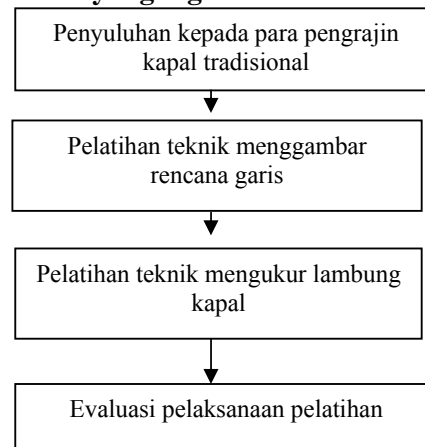 Penyuluhan kepada para pengrajin
kapal tradisional
Pelatihan teknik menggambar
rencana garis
Pelatihan teknik mengukur lambung
kapal
Evaluasi pelaksanaan pelatihan